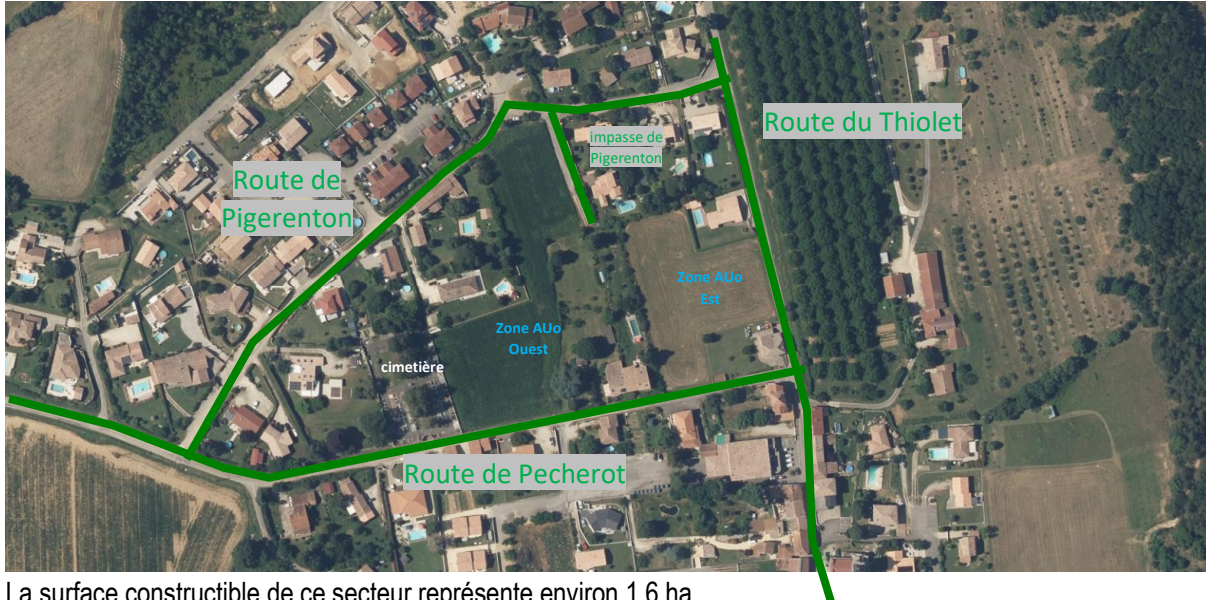 impasse de
Pigerenton
Route du Thiolet
Route de
Pigerenton
Zone AUo
Est
Zone AUo
Ouest
cimetière
Route de Pecherot
La surface constructible de ce secteur représente environ 1,6 ha